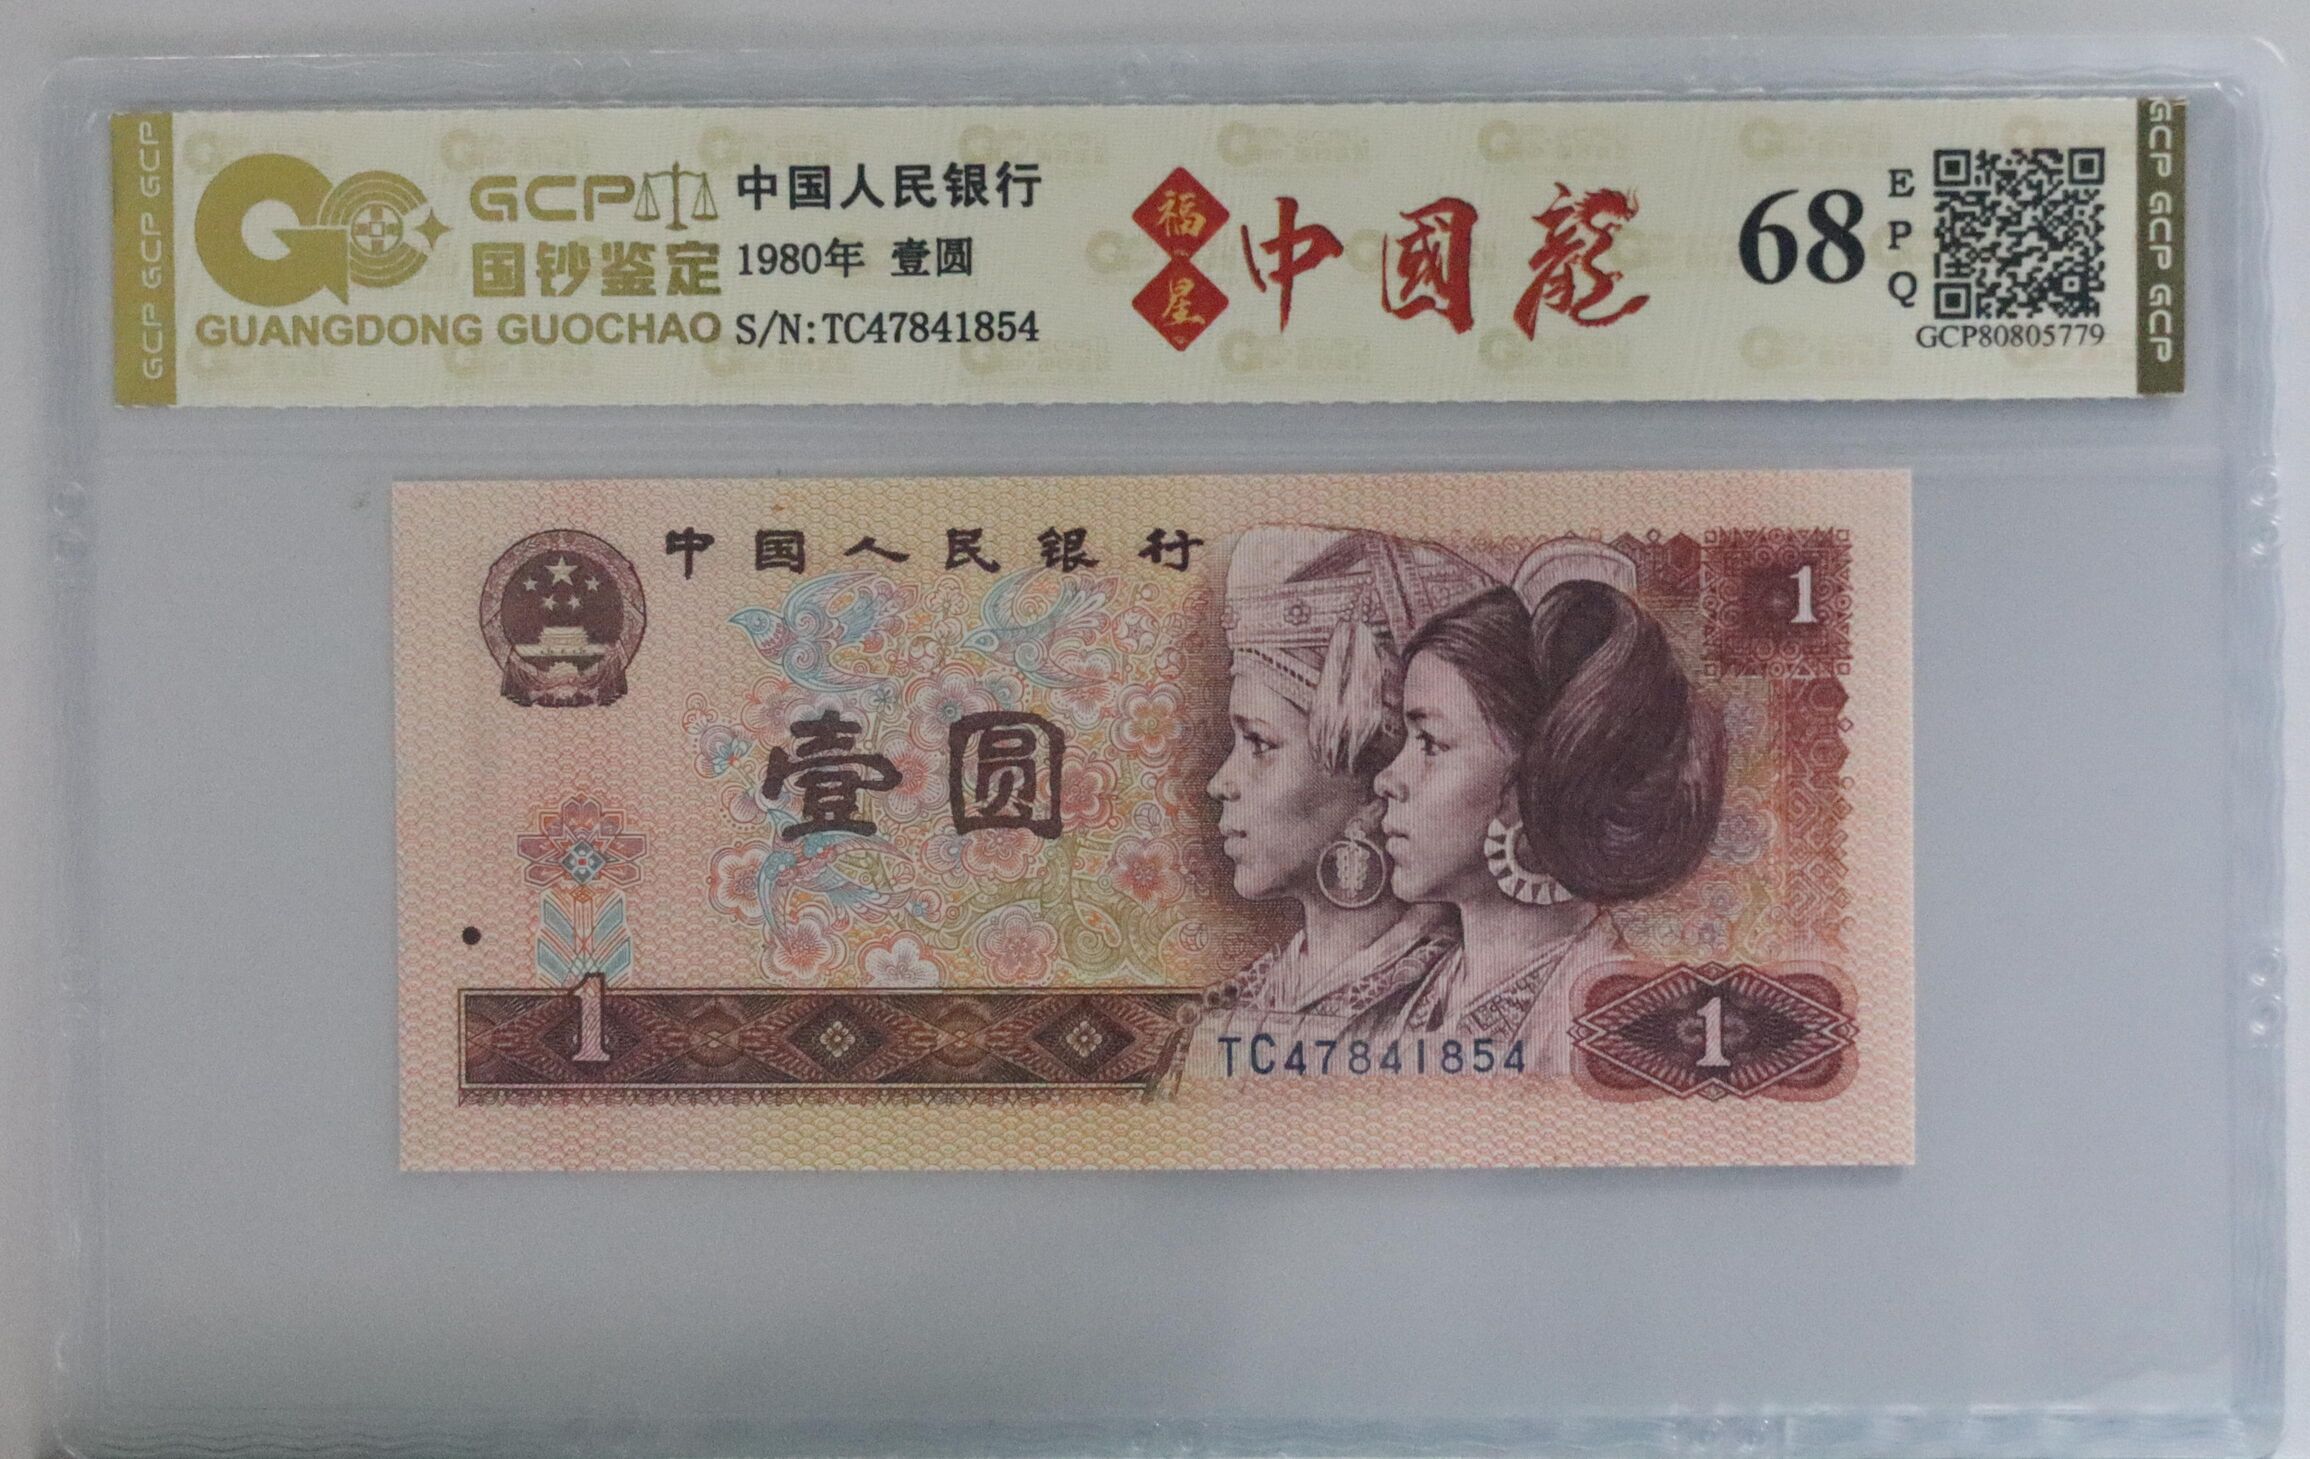 GCP GCP GCP
GCP
国钞鉴定
GUANGDONG GUOCHAO
中国人民银行
1980年 壹圆
S/N:TC47841854
福星
中國龍
68
EPQ
GCP80805779
GCP GCP GCP
中国人民银行
1
壹圆
1
TC47841854
1